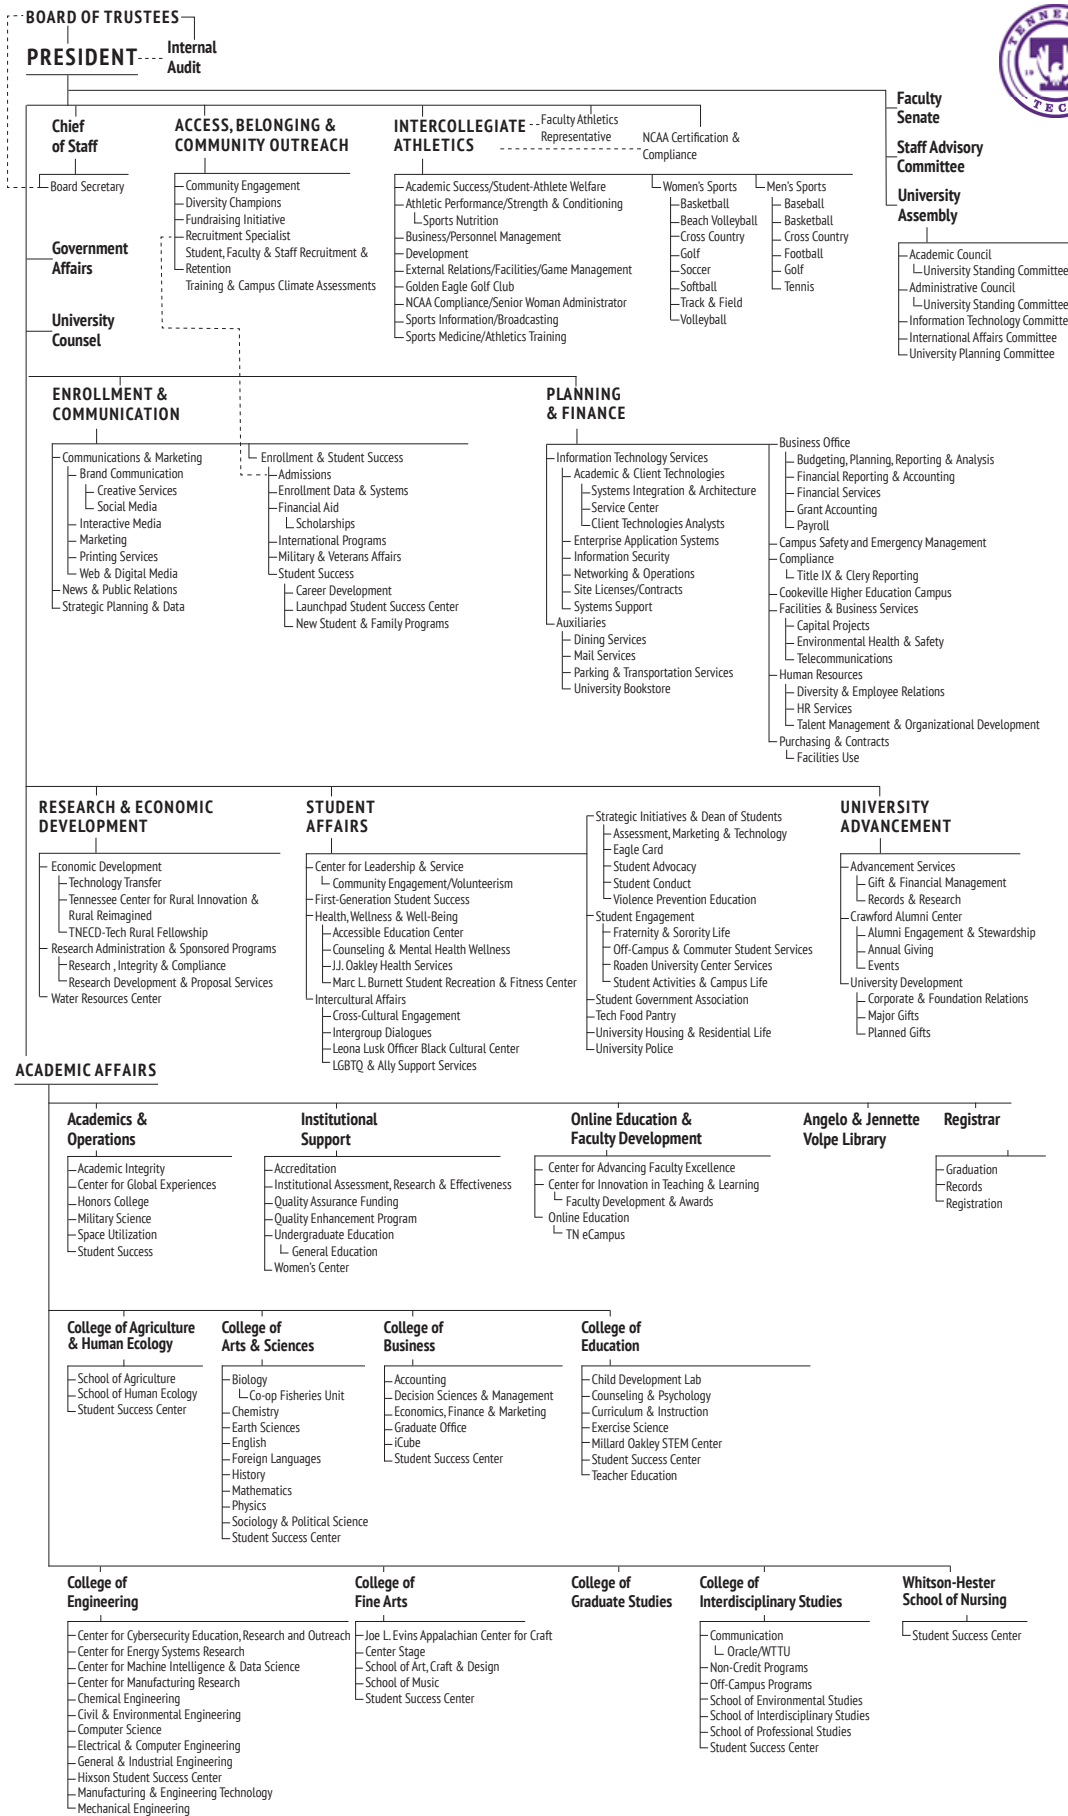 BOARD OF TRUSTEES
PRESIDENT
Internal
Audit
TENNE
19
TEC
Chief
of Staff
Board Secretary
Government
Affairs
University
Counsel
ACCESS, BELONGING &
COMMUNITY OUTREACH
Community Engagement
Diversity Champions
Fundraising Initiative
Recruitment Specialist
Student, Faculty & Staff Recruitment &
Retention
Training & Campus Climate Assessments
INTERCOLLEGIATE
ATHLETICS
Faculty Athletics
Representative
NCAA Certification &
Compliance
Academic Success/Student-Athlete Welfare
Athletic Performance/Strength & Conditioning
Sports Nutrition
Business/Personnel Management
Development
External Relations/Facilities/Game Management
Golden Eagle Golf Club
NCAA Compliance/Senior Woman Administrator
Sports Information/Broadcasting
Sports Medicine/Athletics Training
Women's Sports
Basketball
Beach Volleyball
Cross Country
Golf
Soccer
Softball
Track & Field
Volleyball
Men's Sports
Baseball
Basketball
Cross Country
Football
Golf
Tennis
Faculty
Senate
Staff Advisory
Committee
University
Assembly
Academic Council
University Standing Committee
Administrative Council
University Standing Committee
Information Technology Committe
International Affairs Committee
University Planning Committee
ENROLLMENT &
COMMUNICATION
Communications & Marketing
Brand Communication
Creative Services
Social Media
Interactive Media
Marketing
Printing Services
Web & Digital Media
News & Public Relations
Strategic Planning & Data
Enrollment & Student Success
Admissions
Enrollment Data & Systems
Financial Aid
Scholarships
International Programs
Military & Veterans Affairs
Student Success
Career Development
Launchpad Student Success Center
New Student & Family Programs
PLANNING
& FINANCE
Information Technology Services
Academic & Client Technologies
Systems Integration & Architecture
Service Center
Client Technologies Analysts
Enterprise Application Systems
Information Security
Networking & Operations
Site Licenses/Contracts
Systems Support
Auxiliaries
Dining Services
Mail Services
Parking & Transportation Services
University Bookstore
Business Office
Budgeting, Planning, Reporting & Analysis
Financial Reporting & Accounting
Financial Services
Grant Accounting
Payroll
Campus Safety and Emergency Management
Compliance
Title IX & Clery Reporting
Cookeville Higher Education Campus
Facilities & Business Services
Capital Projects
Environmental Health & Safety
Telecommunications
Human Resources
Diversity & Employee Relations
HR Services
Talent Management & Organizational Development
Purchasing & Contracts
Facilities Use
RESEARCH & ECONOMIC
DEVELOPMENT
Economic Development
Technology Transfer
Tennessee Center for Rural Innovation &
Rural Reimagined
TNECD-Tech Rural Fellowship
Research Administration & Sponsored Programs
Research , Integrity & Compliance
Research Development & Proposal Services
Water Resources Center
STUDENT
AFFAIRS
Center for Leadership & Service
Community Engagement/Volunteerism
First-Generation Student Success
Health, Wellness & Well-Being
Accessible Education Center
Counseling & Mental Health Wellness
J.J. Oakley Health Services
Marc L. Burnett Student Recreation & Fitness Center
Intercultural Affairs
Cross-Cultural Engagement
Intergroup Dialogues
Leona Lusk Officer Black Cultural Center
LGBTQ & Ally Support Services
Strategic Initiatives & Dean of Students
Assessment, Marketing & Technology
Eagle Card
Student Advocacy
Student Conduct
Violence Prevention Education
Student Engagement
Fraternity & Sorority Life
Off-Campus & Commuter Student Services
Roaden University Center Services
Student Activities & Campus Life
Student Government Association
Tech Food Pantry
University Housing & Residential Life
University Police
UNIVERSITY
ADVANCEMENT
Advancement Services
Gift & Financial Management
Records & Research
Crawford Alumni Center
Alumni Engagement & Stewardship
Annual Giving
Events
University Development
Corporate & Foundation Relations
Major Gifts
Planned Gifts
ACADEMIC AFFAIRS
Academics &
Operations
Academic Integrity
Center for Global Experiences
Honors College
Military Science
Space Utilization
Student Success
Institutional
Support
Accreditation
Institutional Assessment, Research & Effectiveness
Quality Assurance Funding
Quality Enhancement Program
Undergraduate Education
General Education
Women's Center
Online Education &
Faculty Development
Center for Advancing Faculty Excellence
Center for Innovation in Teaching & Learning
Faculty Development & Awards
Online Education
TN eCampus
Angelo & Jennette
Volpe Library
Registrar
Graduation
Records
Registration
College of Agriculture
& Human Ecology
School of Agriculture
School of Human Ecology
Student Success Center
College of
Arts & Sciences
Biology
Co-op Fisheries Unit
Chemistry
Earth Sciences
English
Foreign Languages
History
Mathematics
Physics
Sociology & Political Science
Student Success Center
College of
Business
Accounting
Decision Sciences & Management
Economics, Finance & Marketing
Graduate Office
iCube
Student Success Center
College of
Education
Child Development Lab
Counseling & Psychology
Curriculum & Instruction
Exercise Science
Millard Oakley STEM Center
Student Success Center
Teacher Education
College of
Engineering
Center for Cybersecurity Education, Research and Outreach
Center for Energy Systems Research
Center for Machine Intelligence & Data Science
Center for Manufacturing Research
Chemical Engineering
Civil & Environmental Engineering
Computer Science
Electrical & Computer Engineering
General & Industrial Engineering
Hixson Student Success Center
Manufacturing & Engineering Technology
Mechanical Engineering
College of
Fine Arts
Joe L. Evins Appalachian Center for Craft
Center Stage
School of Art, Craft & Design
School of Music
Student Success Center
College of
Graduate Studies
College of
Interdisciplinary Studies
Communication
Oracle/WTTU
Non-Credit Programs
Off-Campus Programs
School of Environmental Studies
School of Interdisciplinary Studies
School of Professional Studies
Student Success Center
Whitson-Hester
School of Nursing
Student Success Center